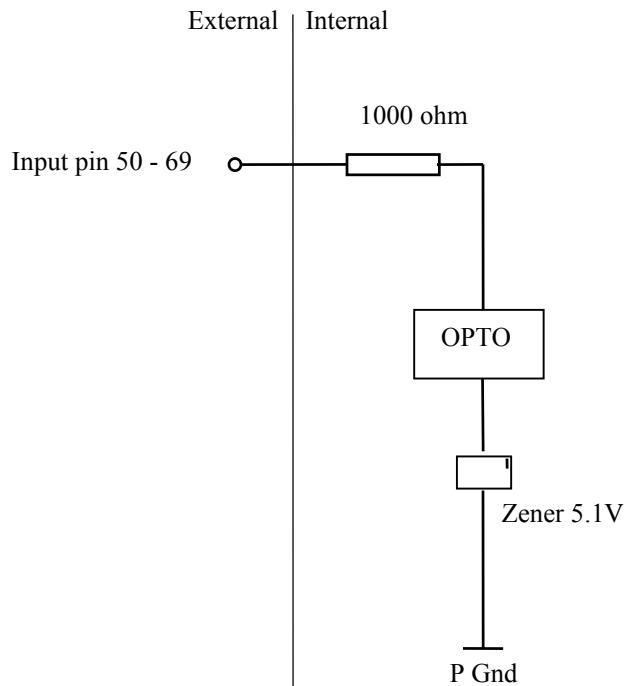 External
Internal
1000 ohm
Input pin 50 - 69
OPTO
Zener 5.1V
P Gnd